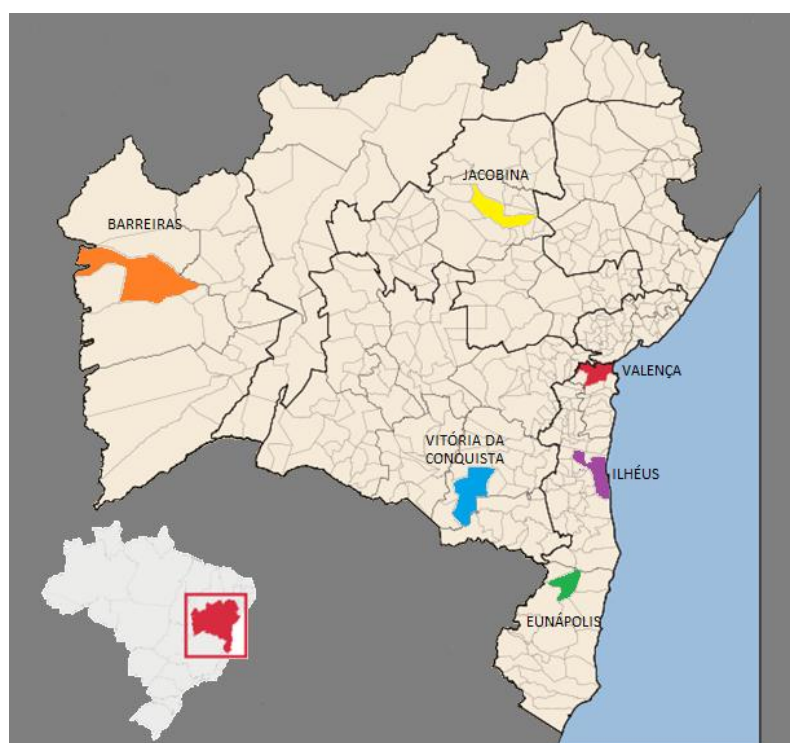 JACOBINA
BARREIRAS
VALENÇA
VITÓRIA DA
CONQUISTA
ILHÉUS
EUNÁPOLIS